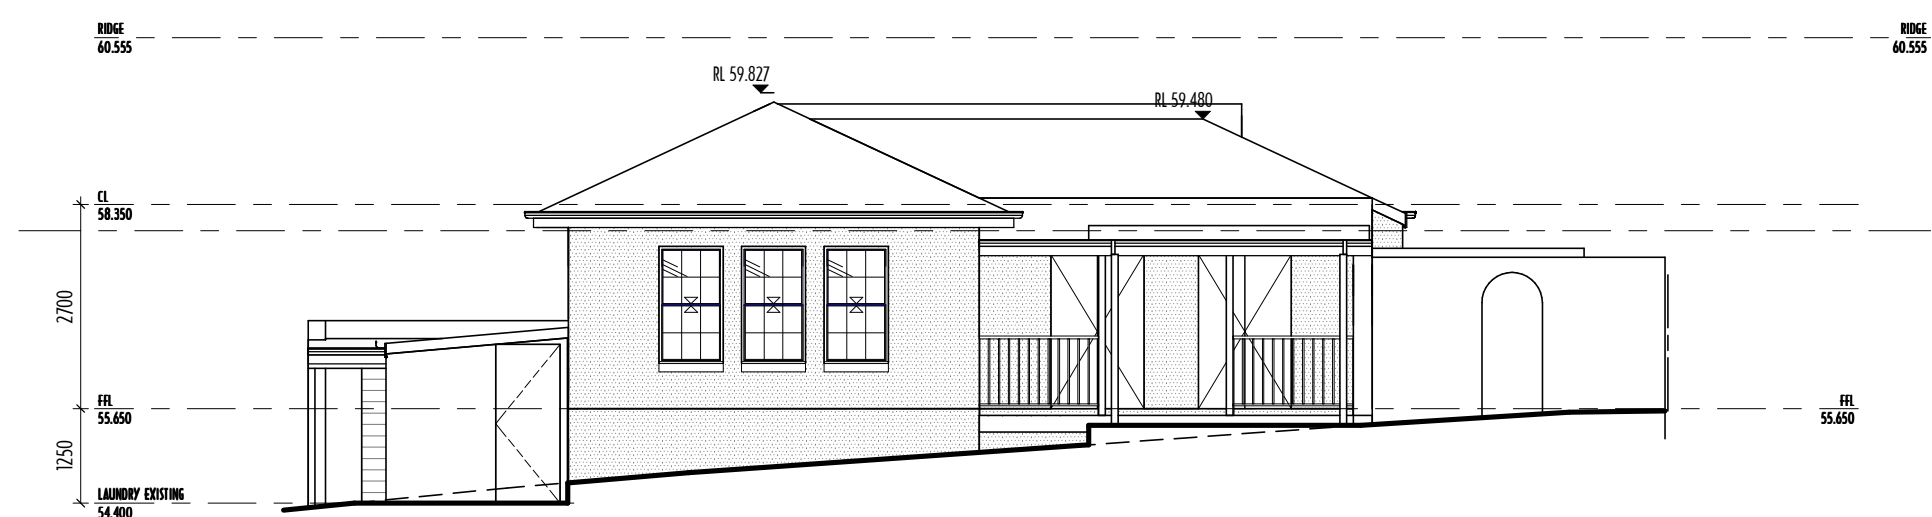 RIDGE
60.555
RIDGE
60.555
RL 59.827
RL 59.480
CL
58.350
2700
FFL
55.650
FFL
55.650
1250
LAUNDRY EXISTING
54.400